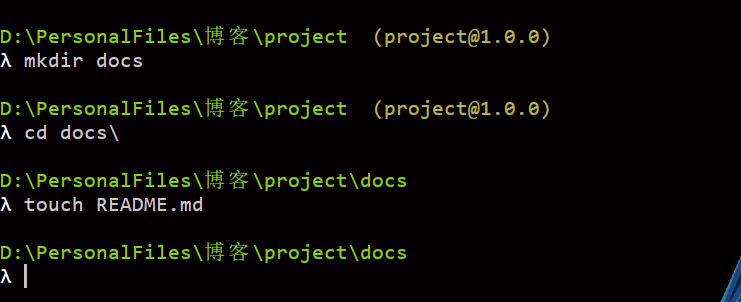 D:\PersonalFiles\博客\project  (project@1.0.0)
λ mkdir docs
D:\PersonalFiles\博客\project  (project@1.0.0)
λ cd docs\
D:\PersonalFiles\博客\project\docs
λ touch README.md
D:\PersonalFiles\博客\project\docs
λ